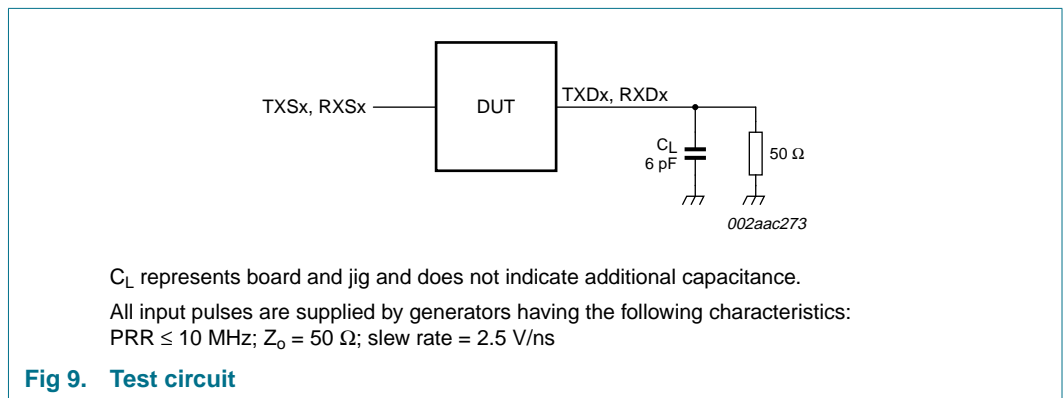 TXSx, RXSx
DUT
TXDx, RXDx
CL
6 pF
50 Ω
002aac273
CL represents board and jig and does not indicate additional capacitance.
All input pulses are supplied by generators having the following characteristics:
PRR ≤ 10 MHz; Zo = 50 Ω; slew rate = 2.5 V/ns
Fig 9. Test circuit